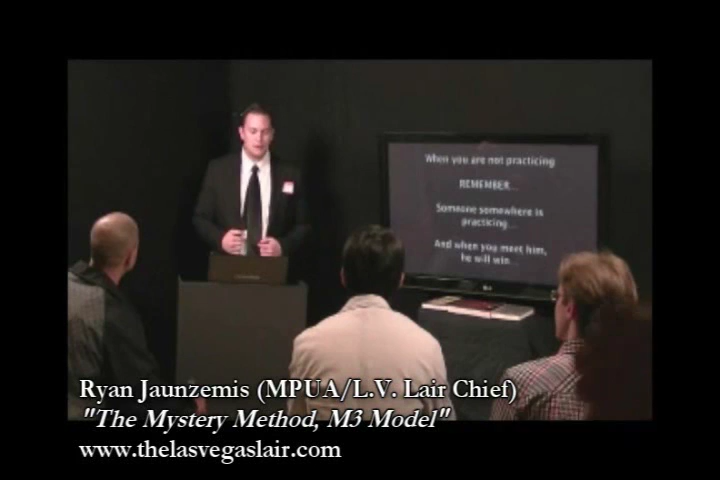 When you are not practicing
REMEMBER...
Someone somewhere is
practicing...
And when you meet him,
he will win...
LG
Ryan Jaunzemis (MPUA/L.V. Lair Chief)
"The Mystery Method, M3 Model"
www.thelasvegaslair.com